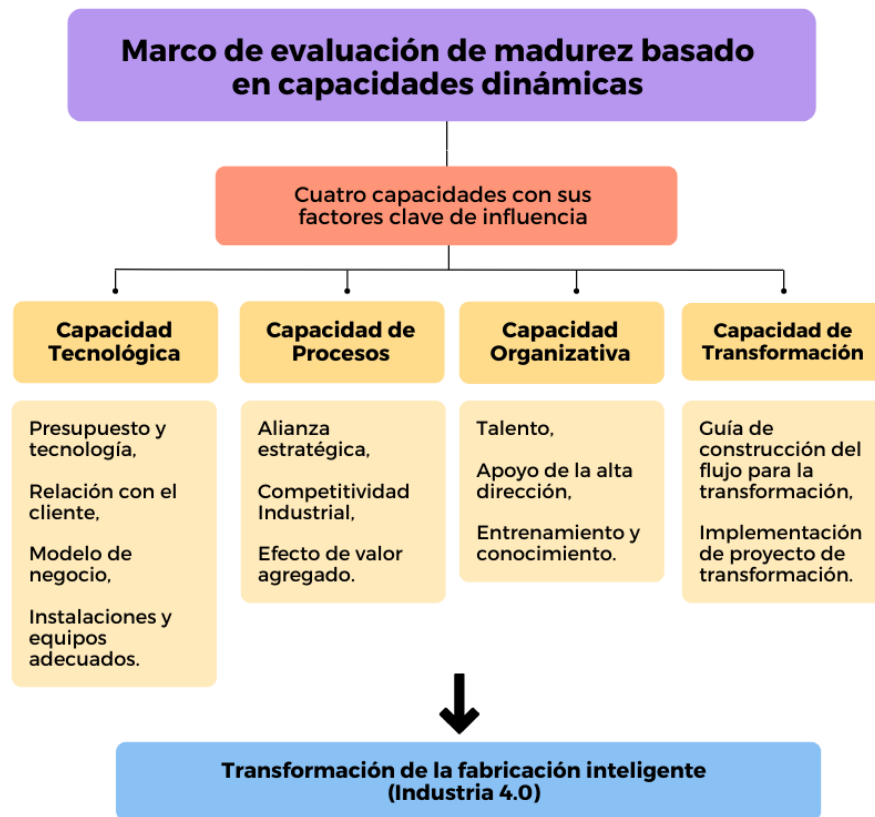 Marco de evaluación de madurez basado
en capacidades dinámicas
Cuatro capacidades con sus
factores clave de influencia
Capacidad
Tecnológica
Presupuesto y
tecnología,
Relación con el
cliente,
Modelo de
negocio,
Instalaciones y
equipos
adecuados.
Capacidad de
Procesos
Alianza
estratégica,
Competitividad
Industrial,
Efecto de valor
agregado.
Capacidad
Organizativa
Talento,
Apoyo de la alta
dirección,
Entrenamiento y
conocimiento.
Capacidad de
Transformación
Guía de
construcción del
flujo para la
transformación,
Implementación
de proyecto de
transformación.
Transformación de la fabricación inteligente
(Industria 4.0)